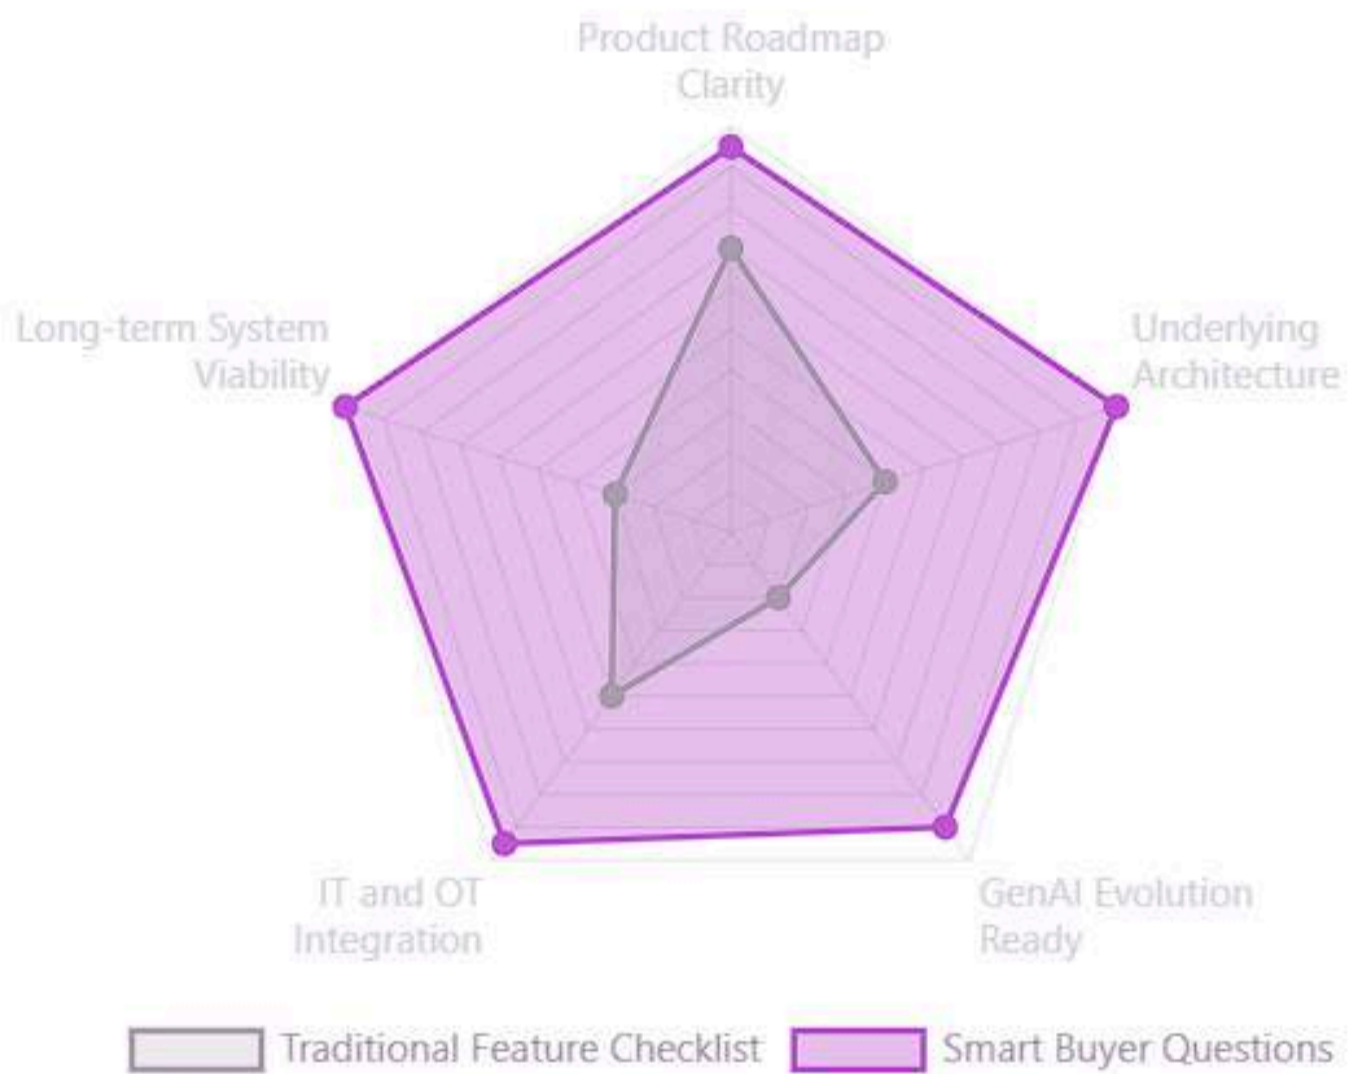 Product Roadmap
Clarity
Long-term System
Viability
Underlying
Architecture
IT and OT
Integration
GenAI Evolution
Ready
Traditional Feature Checklist
Smart Buyer Questions